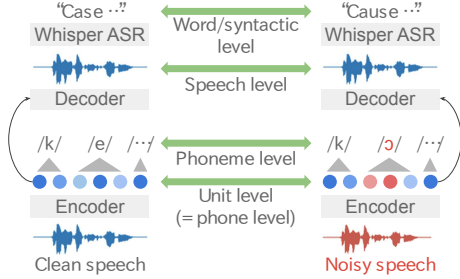 “Case ⋯”
Word/syntactic
level
“Cause ⋯”
Whisper ASR
Whisper ASR
Speech level
Decoder
Decoder
/k/ /e/ /⋯/
Phoneme level
/k/ /ɔ/ /⋯/
Unit level
(= phone level)
Encoder
Encoder
Clean speech
Noisy speech